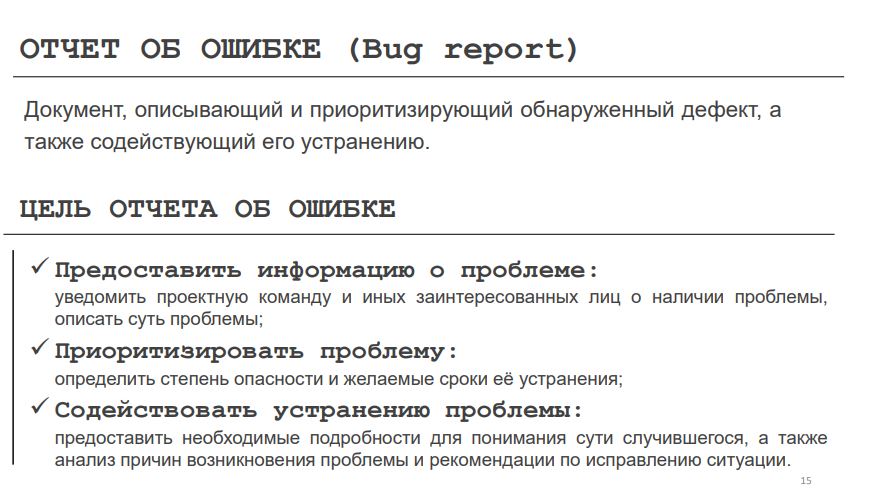 ОТЧЕТ ОБ ОШИБКЕ (Bug report)
Документ, описывающий и приоритизирующий обнаруженный дефект, а
также содействующий его устранению.
ЦЕЛЬ ОТЧЕТА ОБ ОШИБКЕ
✓ Предоставить информацию о проблеме:
уведомить проектную команду и иных заинтересованных лиц о наличии проблемы,
описать суть проблемы;
✓ Приоритизировать проблему:
определить степень опасности и желаемые сроки её устранения;
✓ Содействовать устранению проблемы:
предоставить необходимые подробности для понимания сути случившегося, а также
анализ причин возникновения проблемы и рекомендации по исправлению ситуации.
15